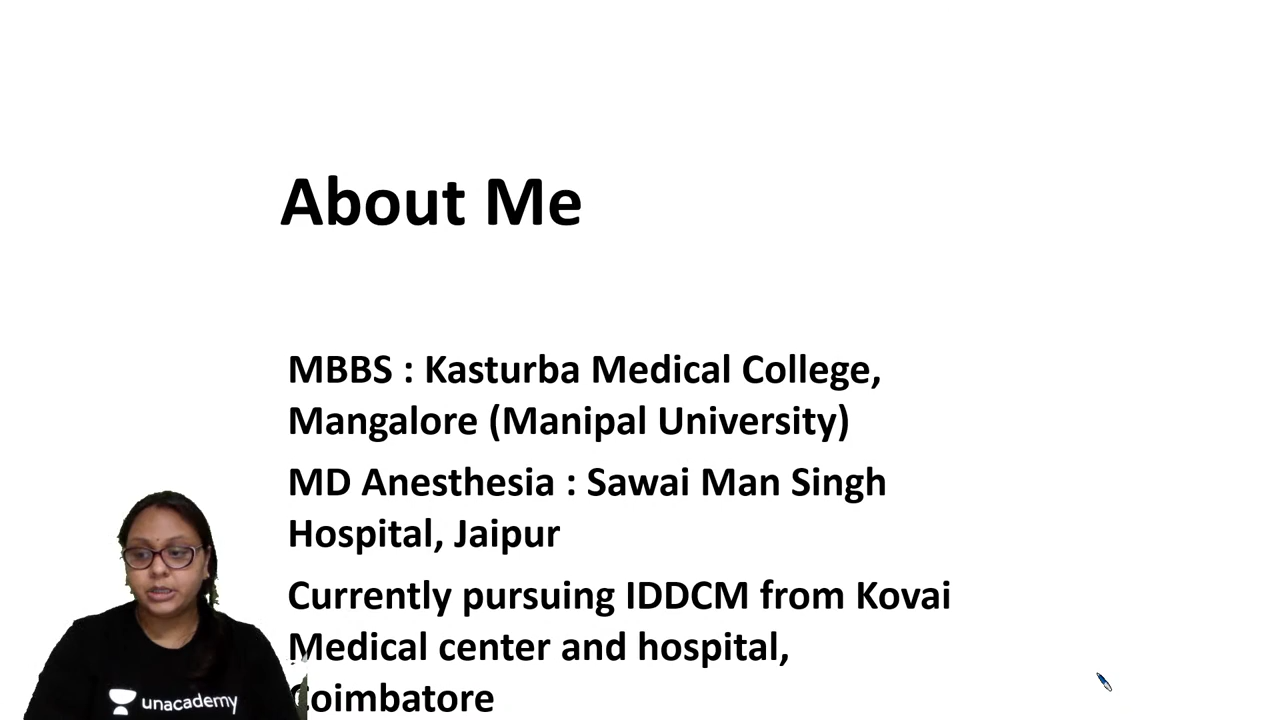 About Me
MBBS : Kasturba Medical College,
Mangalore (Manipal University)
MD Anesthesia : Sawai Man Singh
Hospital, Jaipur
Currently pursuing IDDCM from Kovai
Medical center and hospital,
Coimbatore
unacademy